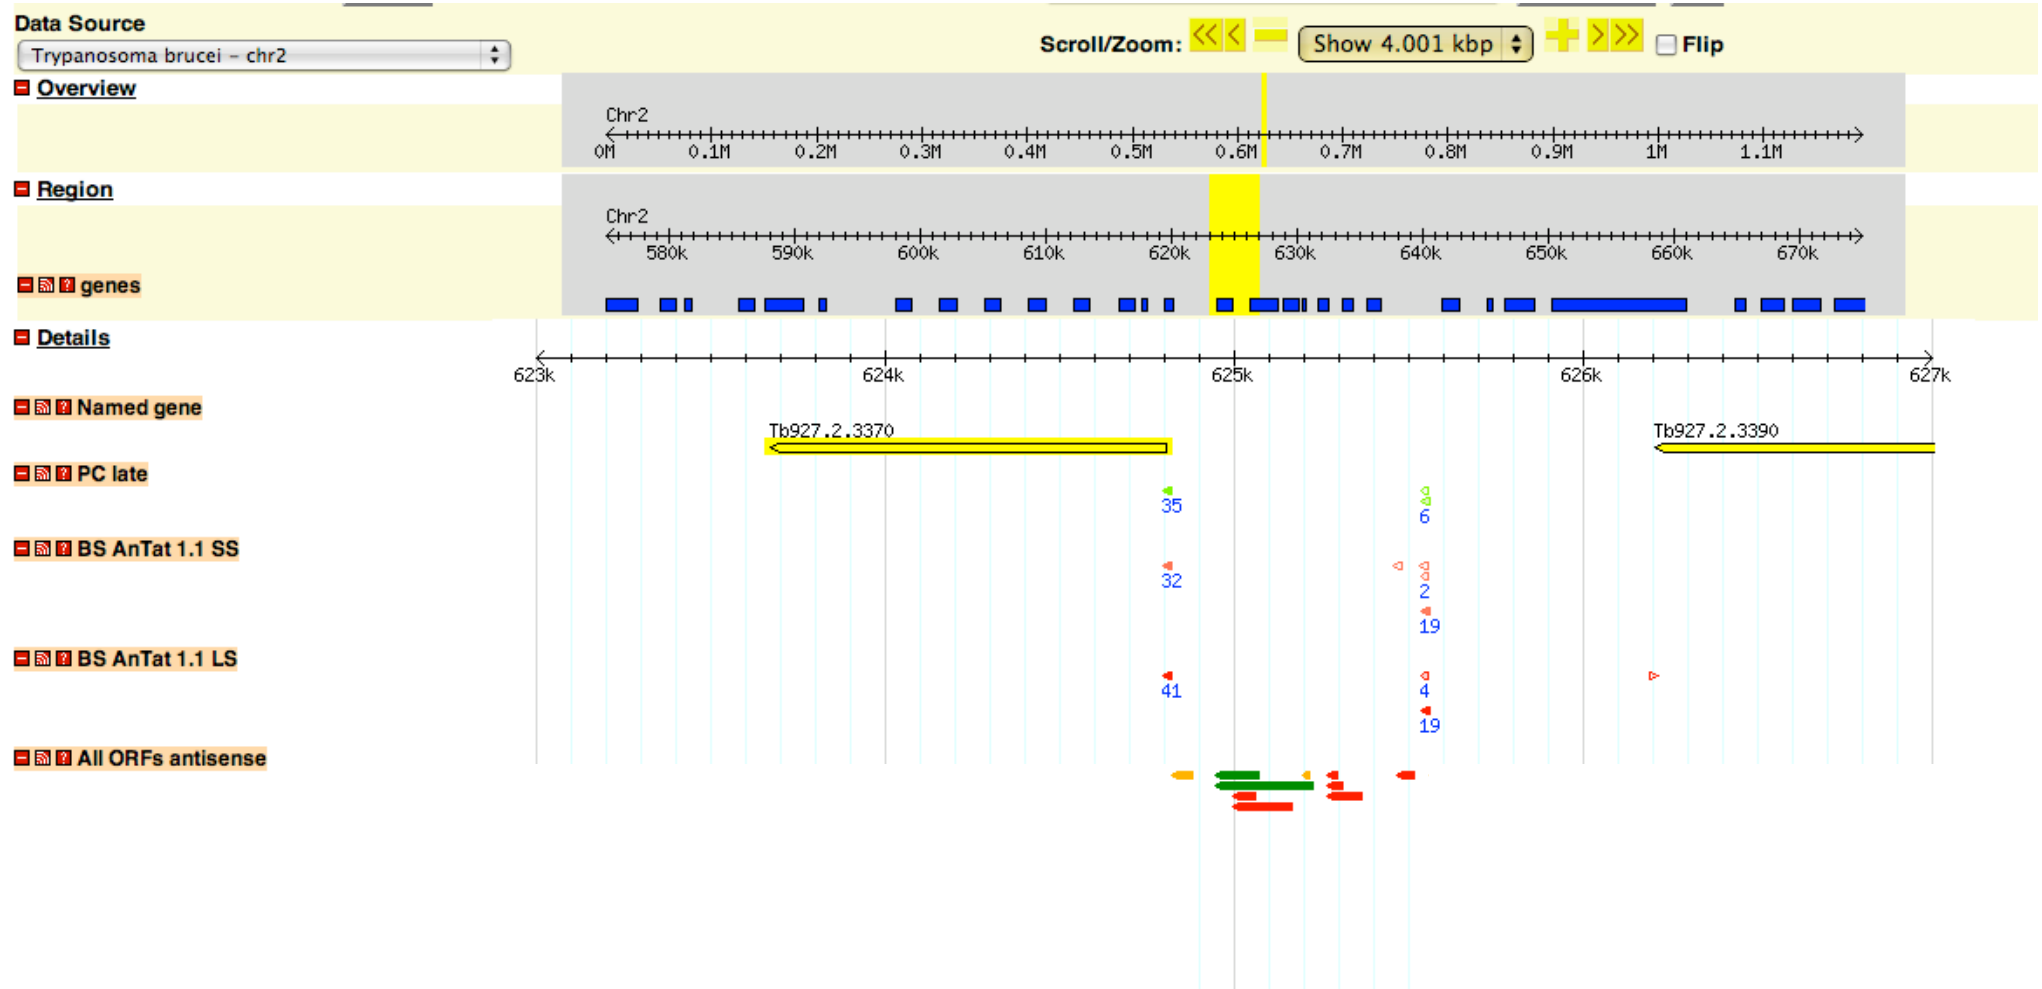 Data Source
Trypanosoma brucei – chr2
Scroll/Zoom: << < − Show 4.001 kbp + > >> Flip
Overview
Chr2
0M 0.1M 0.2M 0.3M 0.4M 0.5M 0.6M 0.7M 0.8M 0.9M 1M 1.1M
Region
Chr2
580k 590k 600k 610k 620k 630k 640k 650k 660k 670k
? genes
Details
623k 624k 625k 626k 627k
? Named gene
Tb927.2.3370 Tb927.2.3390
? PC late
35 6
? BS AnTat 1.1 SS
32 2
19
? BS AnTat 1.1 LS
41 4
19
? All ORFs antisense